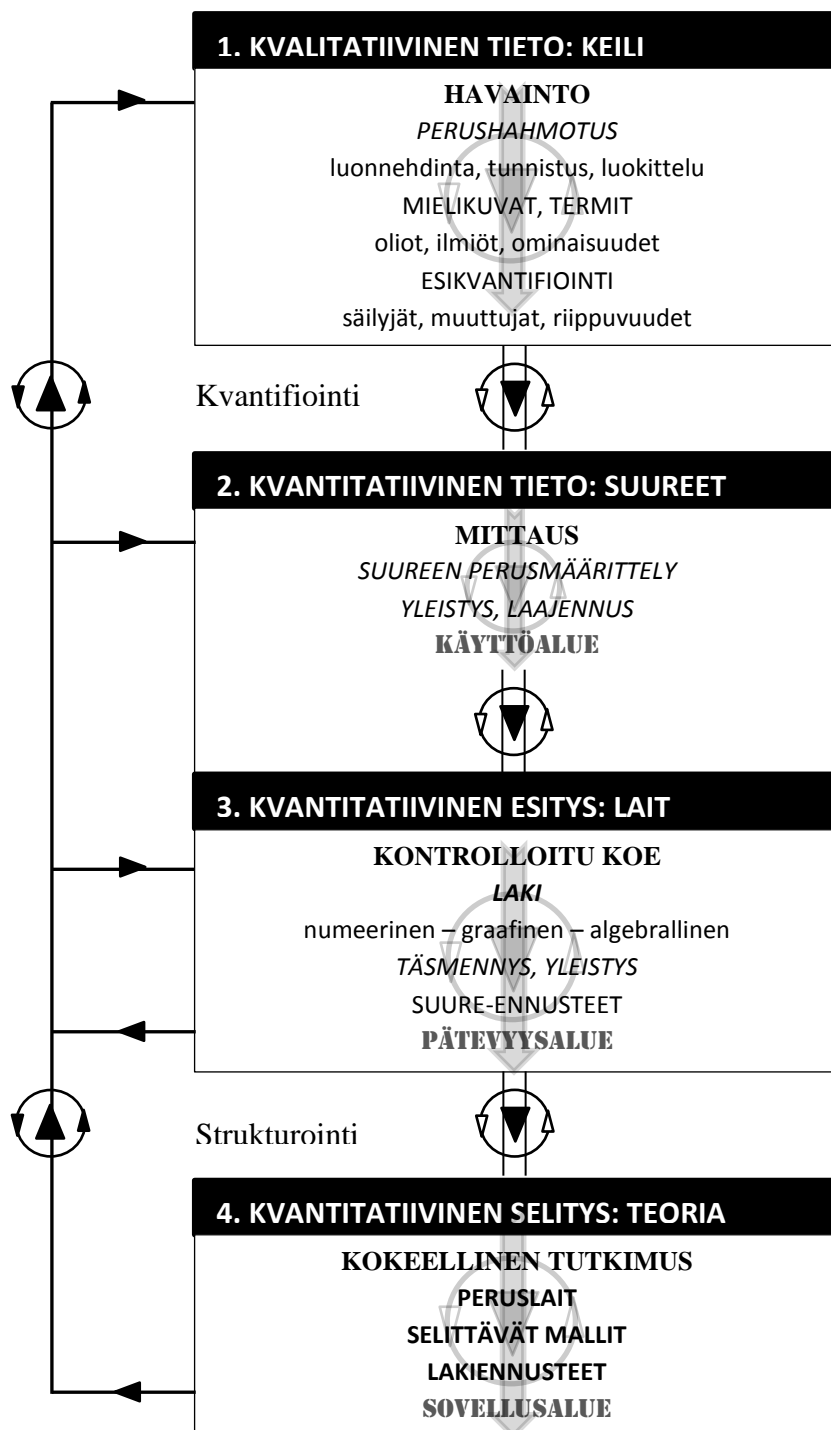 1. KVALITATIIVINEN TIETO: KEILI
HAVAINTO
PERUSHAHMOTUS
luonnehdinta, tunnistus, luokittelu
MIELIKUVAT, TERMIT
oliot, ilmiöt, ominaisuudet
ESIKVANTIFIOINTI
säilyjät, muuttujat, riippuvuudet
Kvantifiointi
2. KVANTITATIIVINEN TIETO: SUUREET
MITTAUS
SUUREEN PERUSMÄÄRITTELY
YLEISTYS, LAAJENNUS
KÄYTTÖALUE
3. KVANTITATIIVINEN ESITYS: LAIT
KONTROLLOITU KOE
LAKI
numeerinen – graafinen – algebrallinen
TÄSMENNYS, YLEISTYS
SUURE-ENNUSTEET
PÄTEVYYSALUE
Strukturointi
4. KVANTITATIIVINEN SELITYS: TEORIA
KOKEELLINEN TUTKIMUS
PERUSLAIT
SELITTÄVÄT MALLIT
LAKIENNUSTEET
SOVELLUSALUE